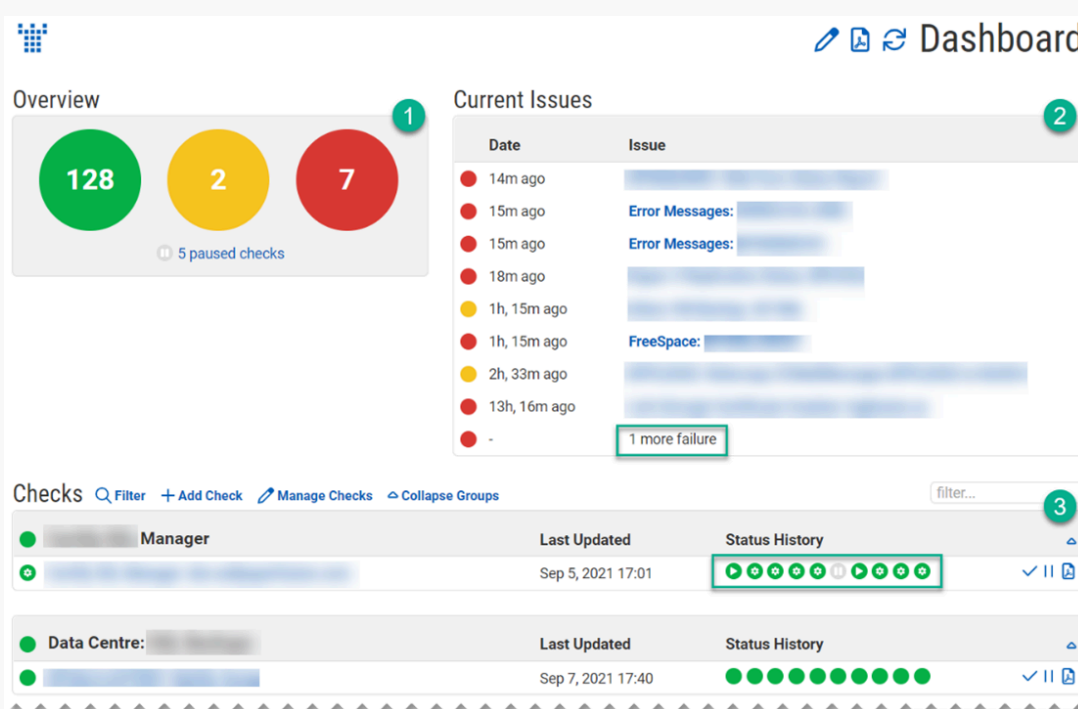 Dashboard
Overview
1
128
2
7
5 paused checks
Current Issues
2
Date Issue
14m ago
15m ago Error Messages:
15m ago Error Messages:
18m ago
1h, 15m ago
1h, 15m ago FreeSpace:
2h, 33m ago
13h, 16m ago
- 1 more failure
Checks Filter + Add Check Manage Checks Collapse Groups
filter...
3
Manager Last Updated Status History
Sep 5, 2021 17:01
Data Centre: Last Updated Status History
Sep 7, 2021 17:40